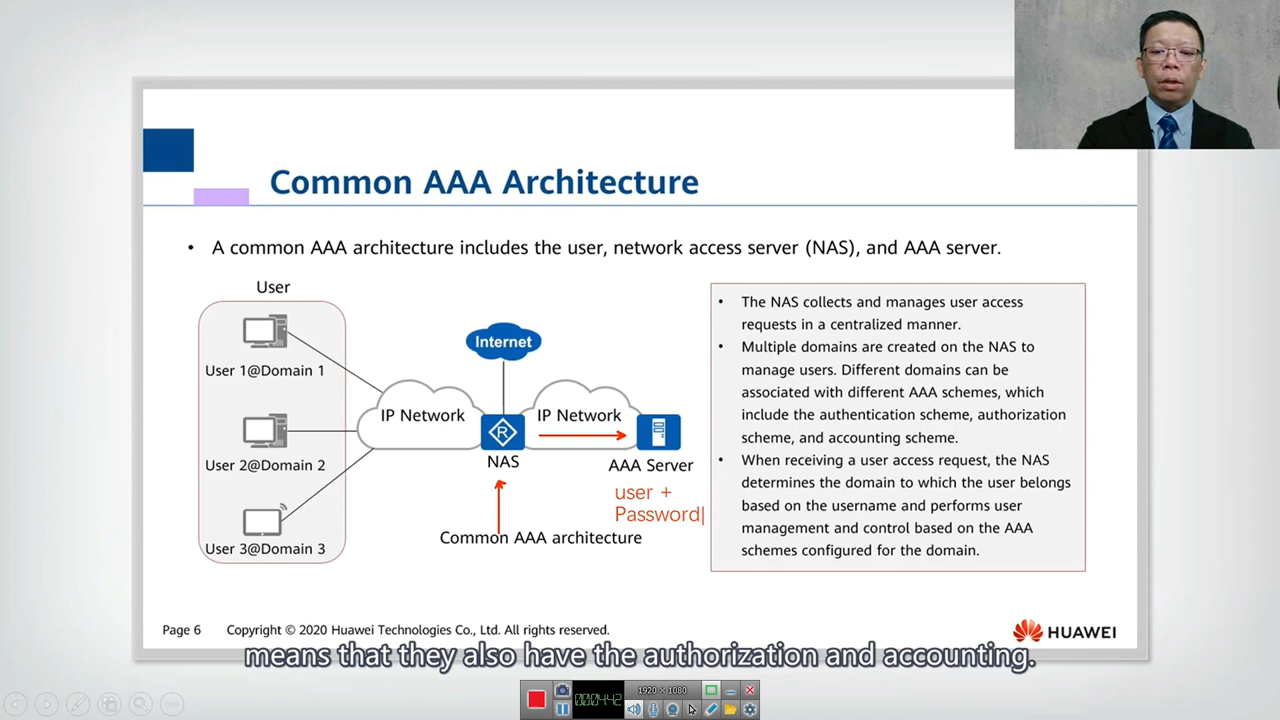 Common AAA Architecture
• A common AAA architecture includes the user, network access server (NAS), and AAA server.
User
User 1@Domain 1
User 2@Domain 2
User 3@Domain 3
IP Network
Internet
R
NAS
IP Network
AAA Server
user +
Password|
Common AAA architecture
• The NAS collects and manages user access
requests in a centralized manner.
• Multiple domains are created on the NAS to
manage users. Different domains can be
associated with different AAA schemes, which
include the authentication scheme, authorization
scheme, and accounting scheme.
• When receiving a user access request, the NAS
determines the domain to which the user belongs
based on the username and performs user
management and control based on the AAA
schemes configured for the domain.
Page 6 Copyright © 2020 Huawei Technologies Co., Ltd. All rights reserved.
HUAWEI
means that they also have the authorization and accounting.
1920 × 1080